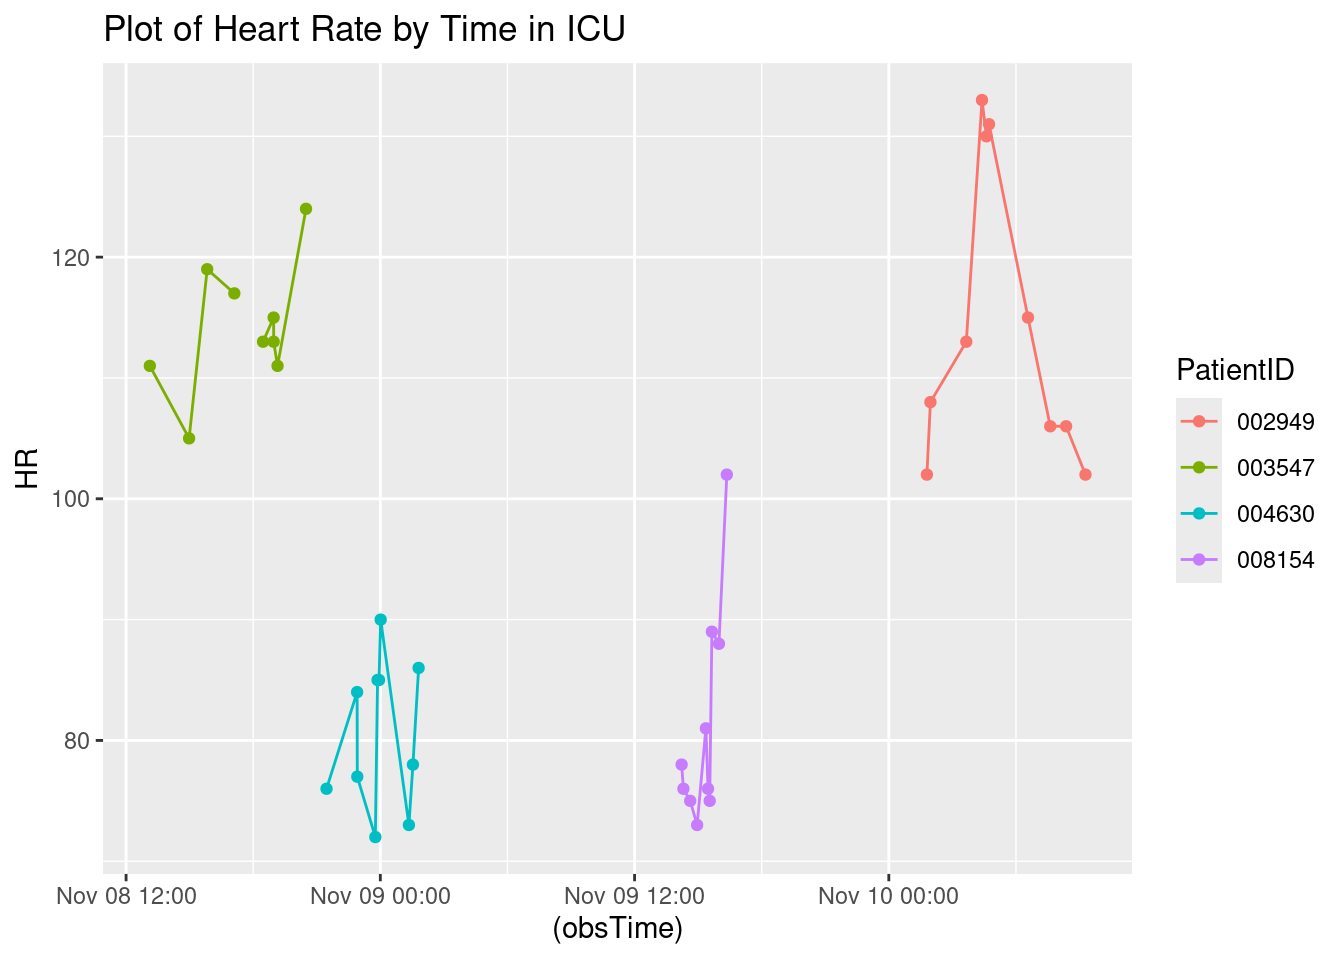 Plot of Heart Rate by Time in ICU
HR
120
100
80
Nov 08 12:00
Nov 09 00:00
Nov 09 12:00
Nov 10 00:00
(obsTime)
PatientID
002949
003547
004630
008154